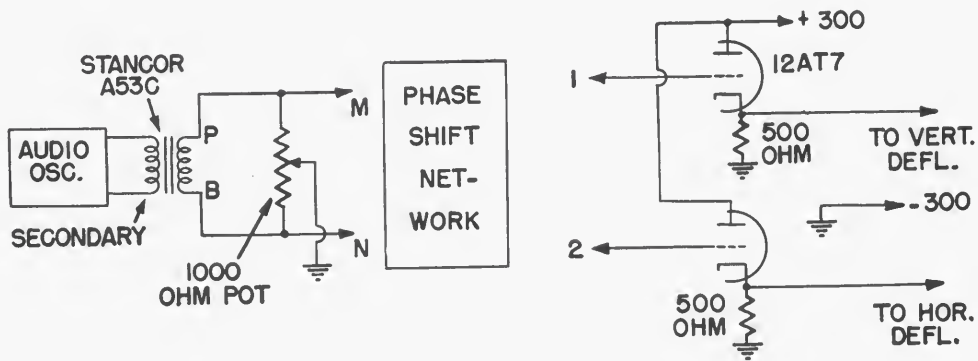 STANCOR
A53C
AUDIO
OSC.
SECONDARY
P
B
1000
OHM POT
M
N
PHASE
SHIFT
NET-
WORK
+ 300
1
12AT7
500
OHM
TO VERT.
DEFL.
- 300
2
500
OHM
TO HOR.
DEFL.